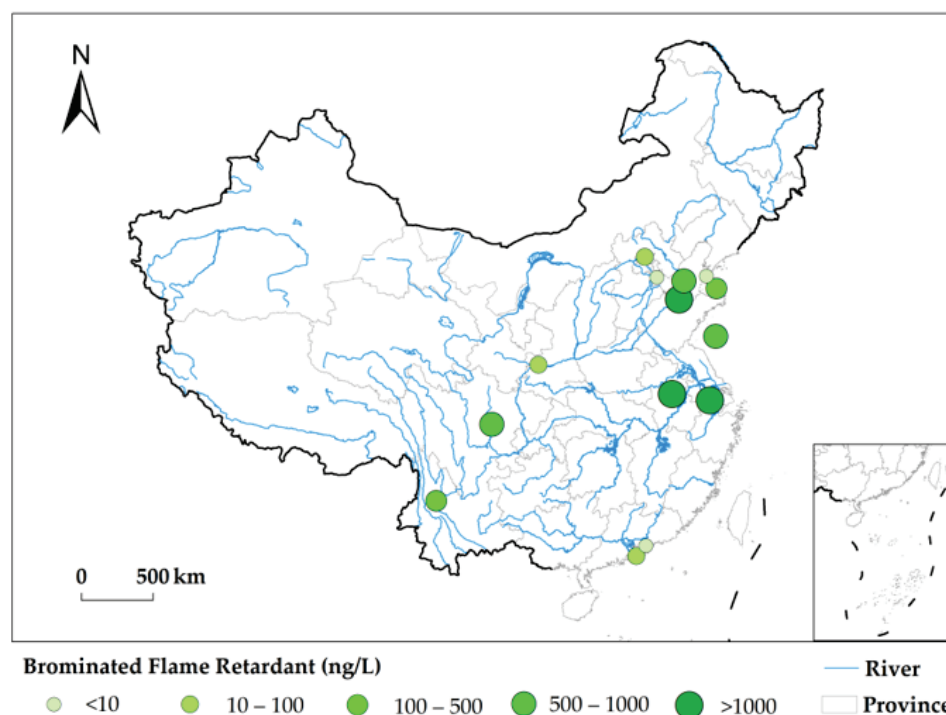 N
0 500 km
Brominated Flame Retardant (ng/L) River
<10 10 – 100 100 – 500 500 – 1000 >1000 Province